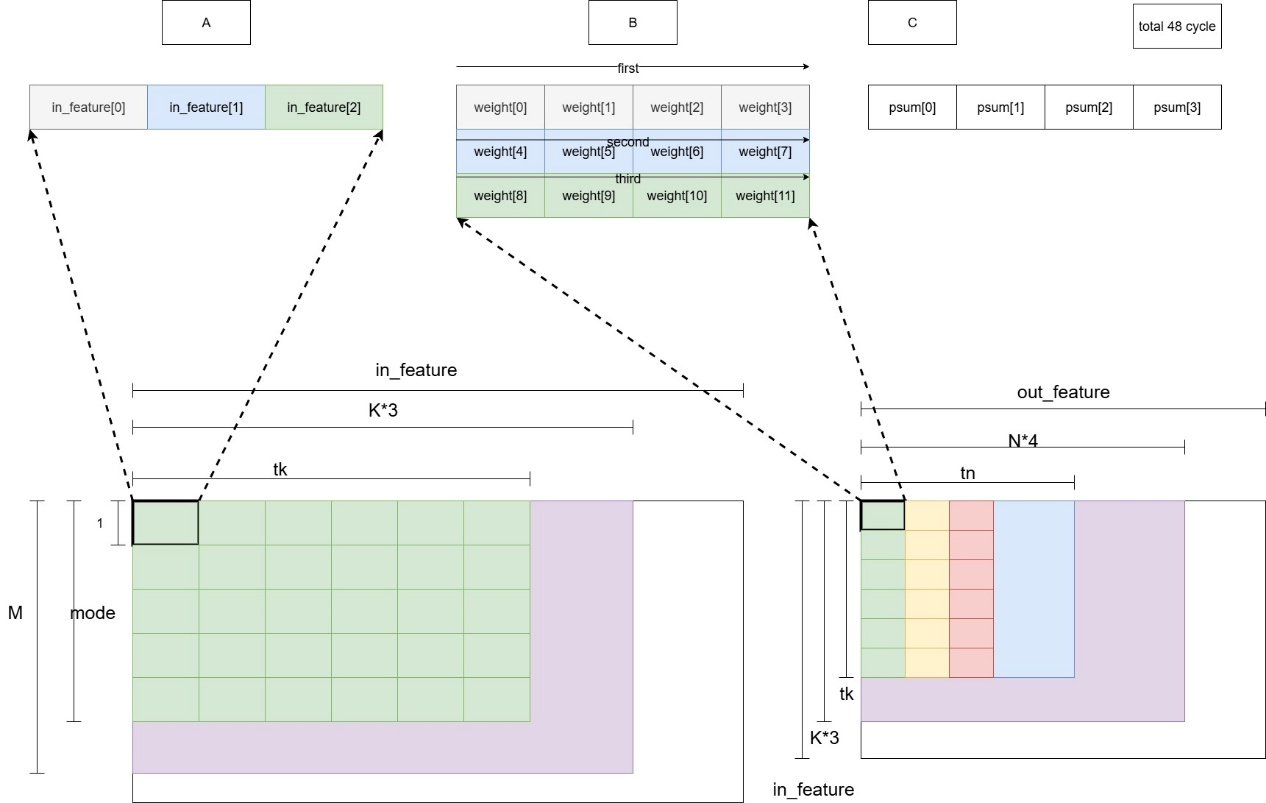 A
B
C
total 48 cycle
first
in_feature[0] in_feature[1] in_feature[2]
weight[0] weight[1] weight[2] weight[3]
psum[0] psum[1] psum[2] psum[3]
second
weight[4] weight[5] weight[6] weight[7]
third
weight[8] weight[9] weight[10] weight[11]
in_feature
K*3
tk
1
M
mode
out_feature
N*4
tn
tk
K*3
in_feature